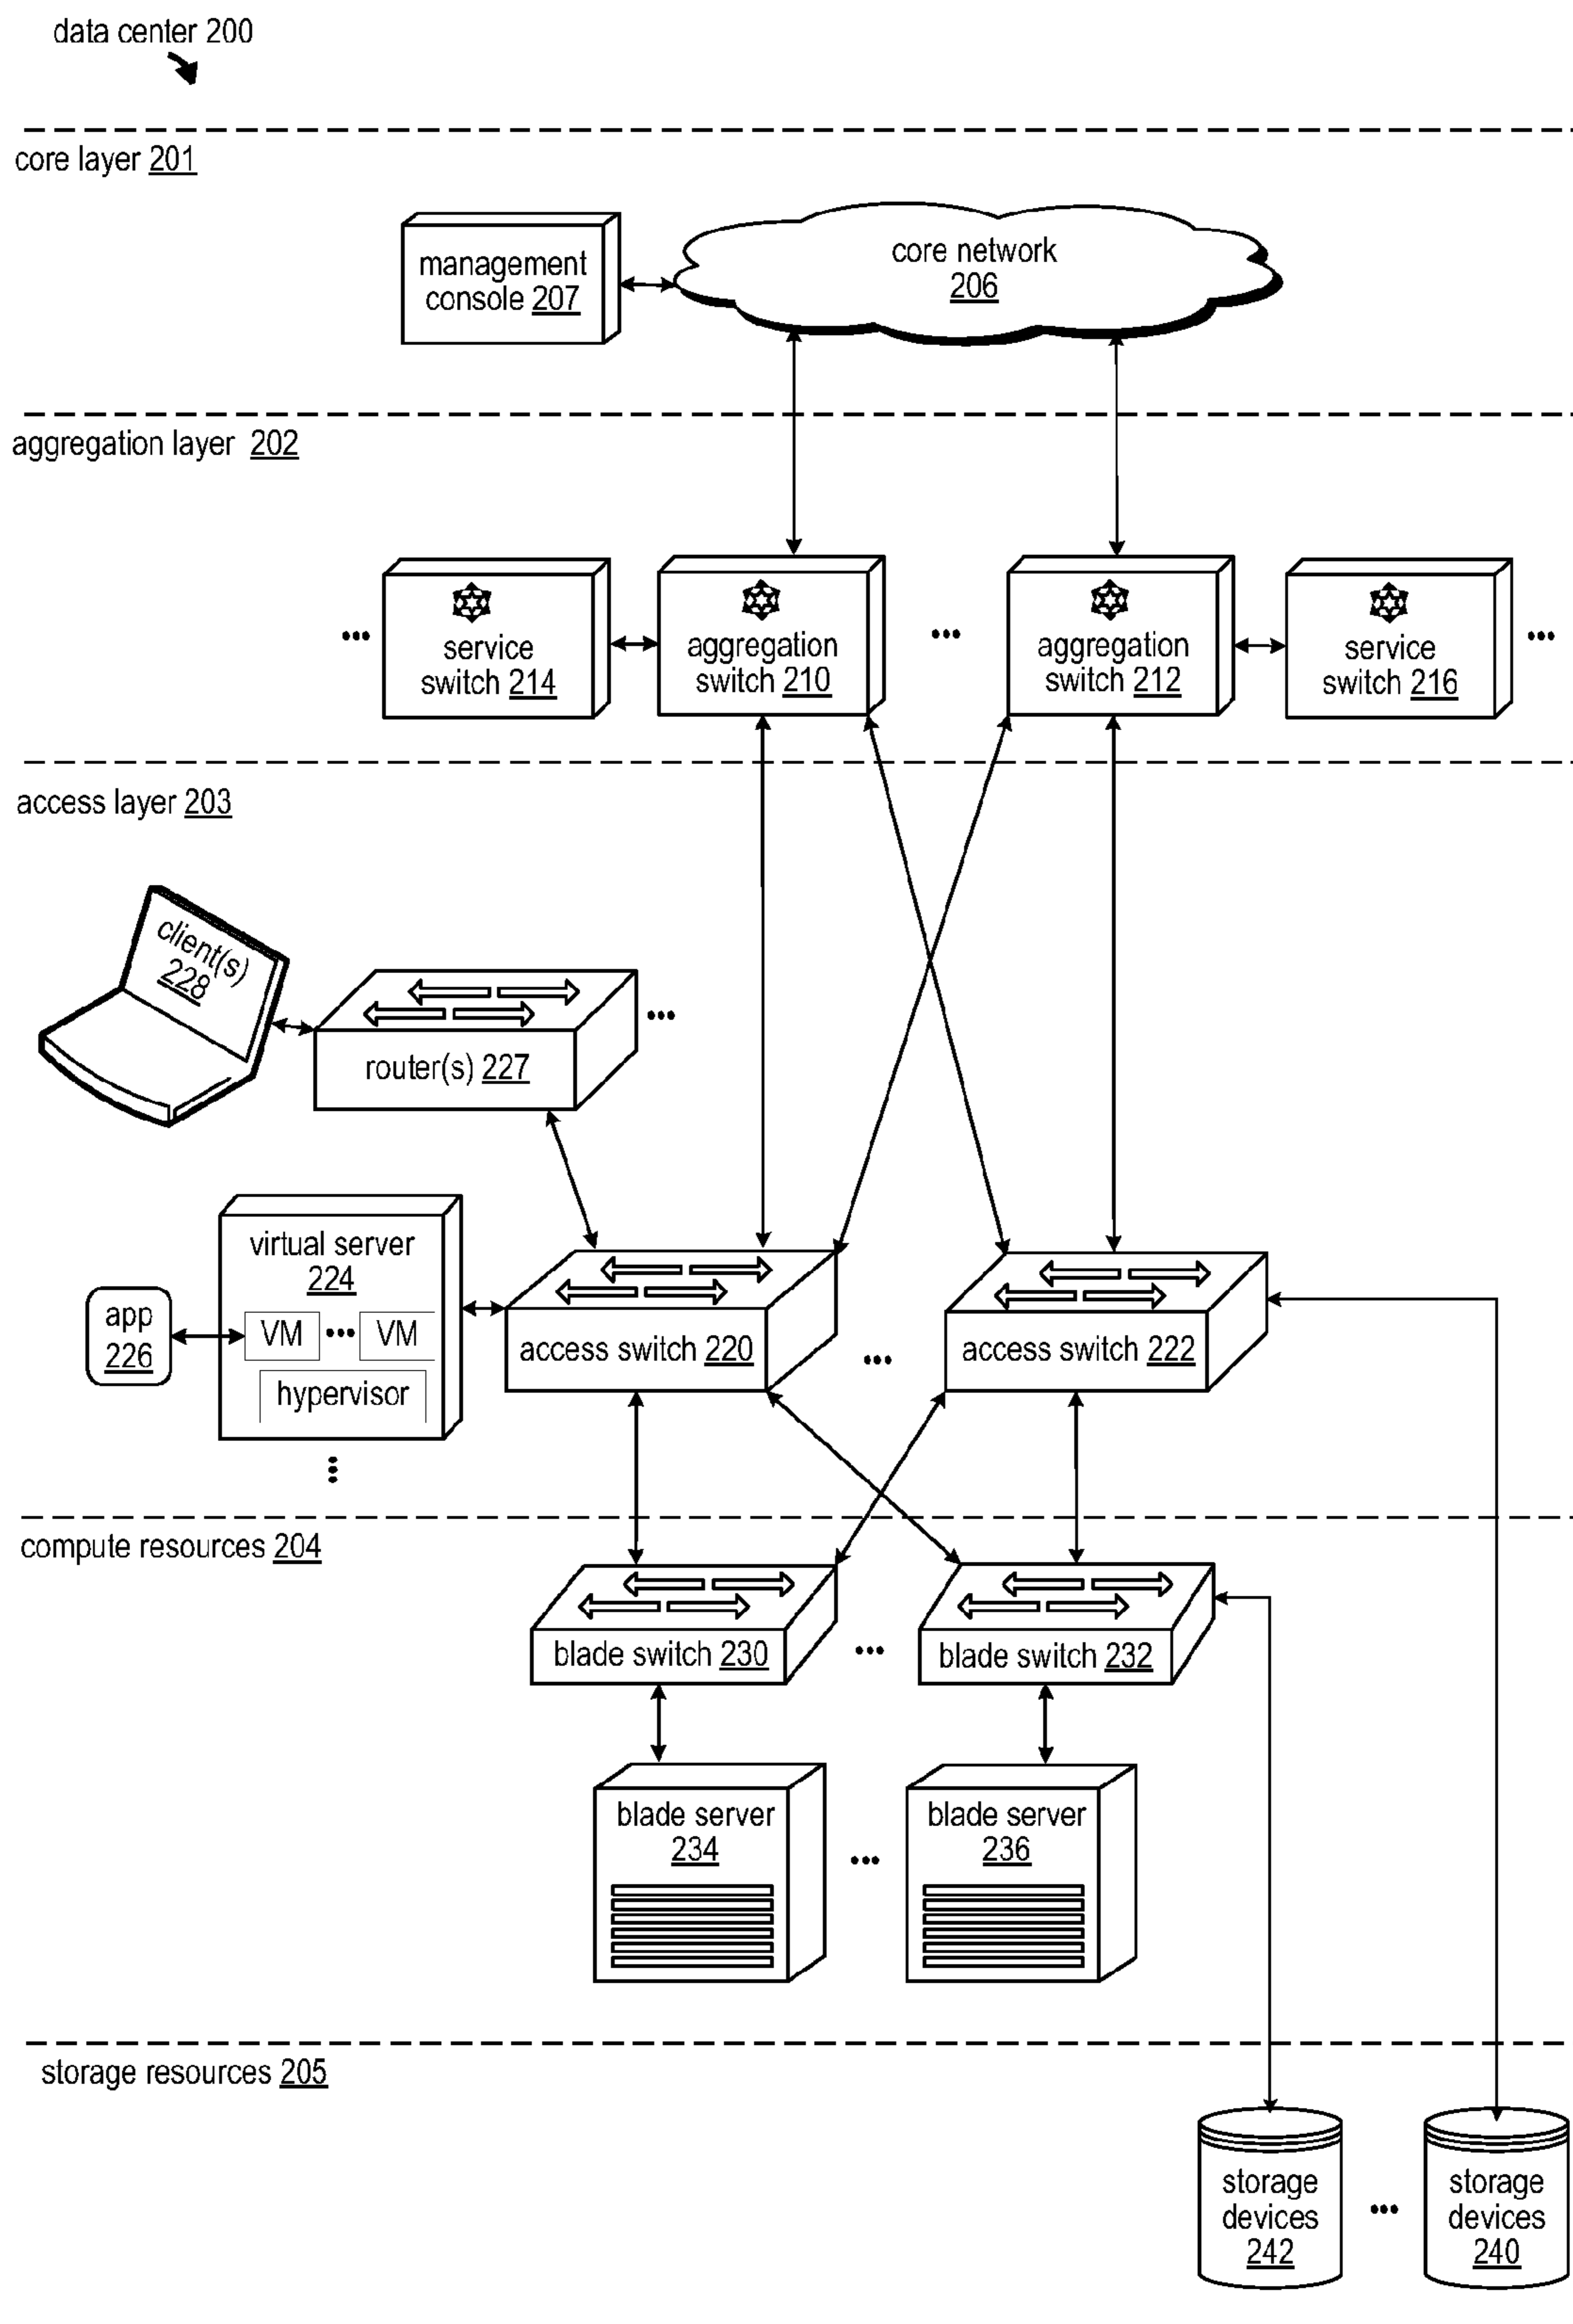 data center 200
core layer 201
management
console 207
core network
206
aggregation layer 202
service
switch 214
aggregation
switch 210
aggregation
switch 212
service
switch 216
access layer 203
client(s)
228
router(s) 227
virtual server
224
VM ••• VM
hypervisor
app
226
access switch 220
access switch 222
compute resources 204
blade switch 230
blade switch 232
blade server
234
blade server
236
storage resources 205
storage
devices
242
storage
devices
240